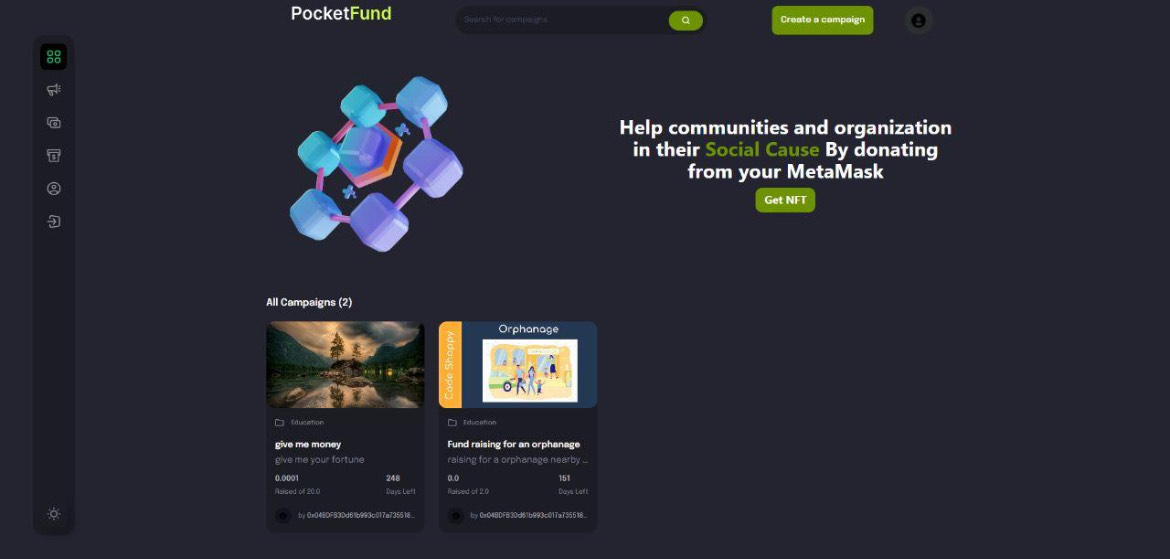 PocketFund
Search for campaigns
Create a campaign
Help communities and organization
in their Social Cause By donating
from your MetaMask
Get NFT
All Campaigns (2)
Education
give me money
give me your fortune
0.0001
248
Raised of 20.0
Days Left
by 0x04BDFB3Dd61b993c017a735518...
Code Shoppy
Orphanage
Education
Fund raising for an orphanage
raising for a orphanage nearby ...
0.0
151
Raised of 2.0
Days Left
by 0x04BDFB3Dd61b993c017a735518...